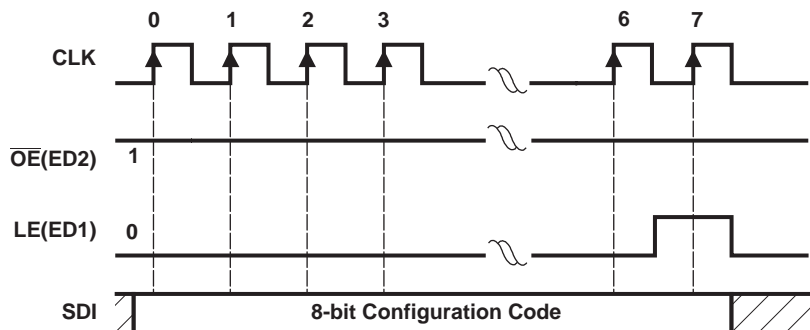 0 1 2 3 6 7
CLK
OE(ED2) 1
LE(ED1) 0
SDI 8-bit Configuration Code